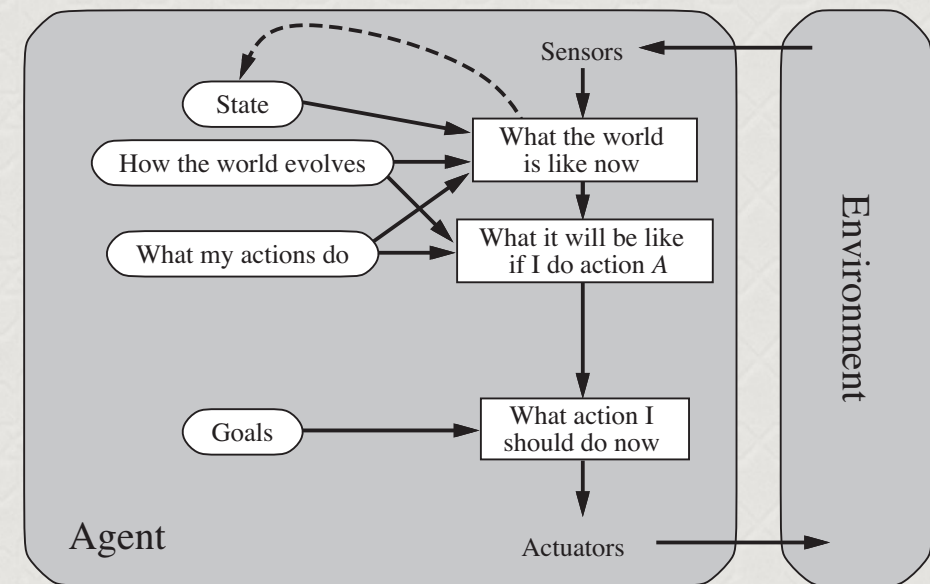 Sensors
State
What the world
is like now
How the world evolves
What it will be like
if I do action A
What my actions do
Environment
What action I
should do now
Goals
Agent
Actuators